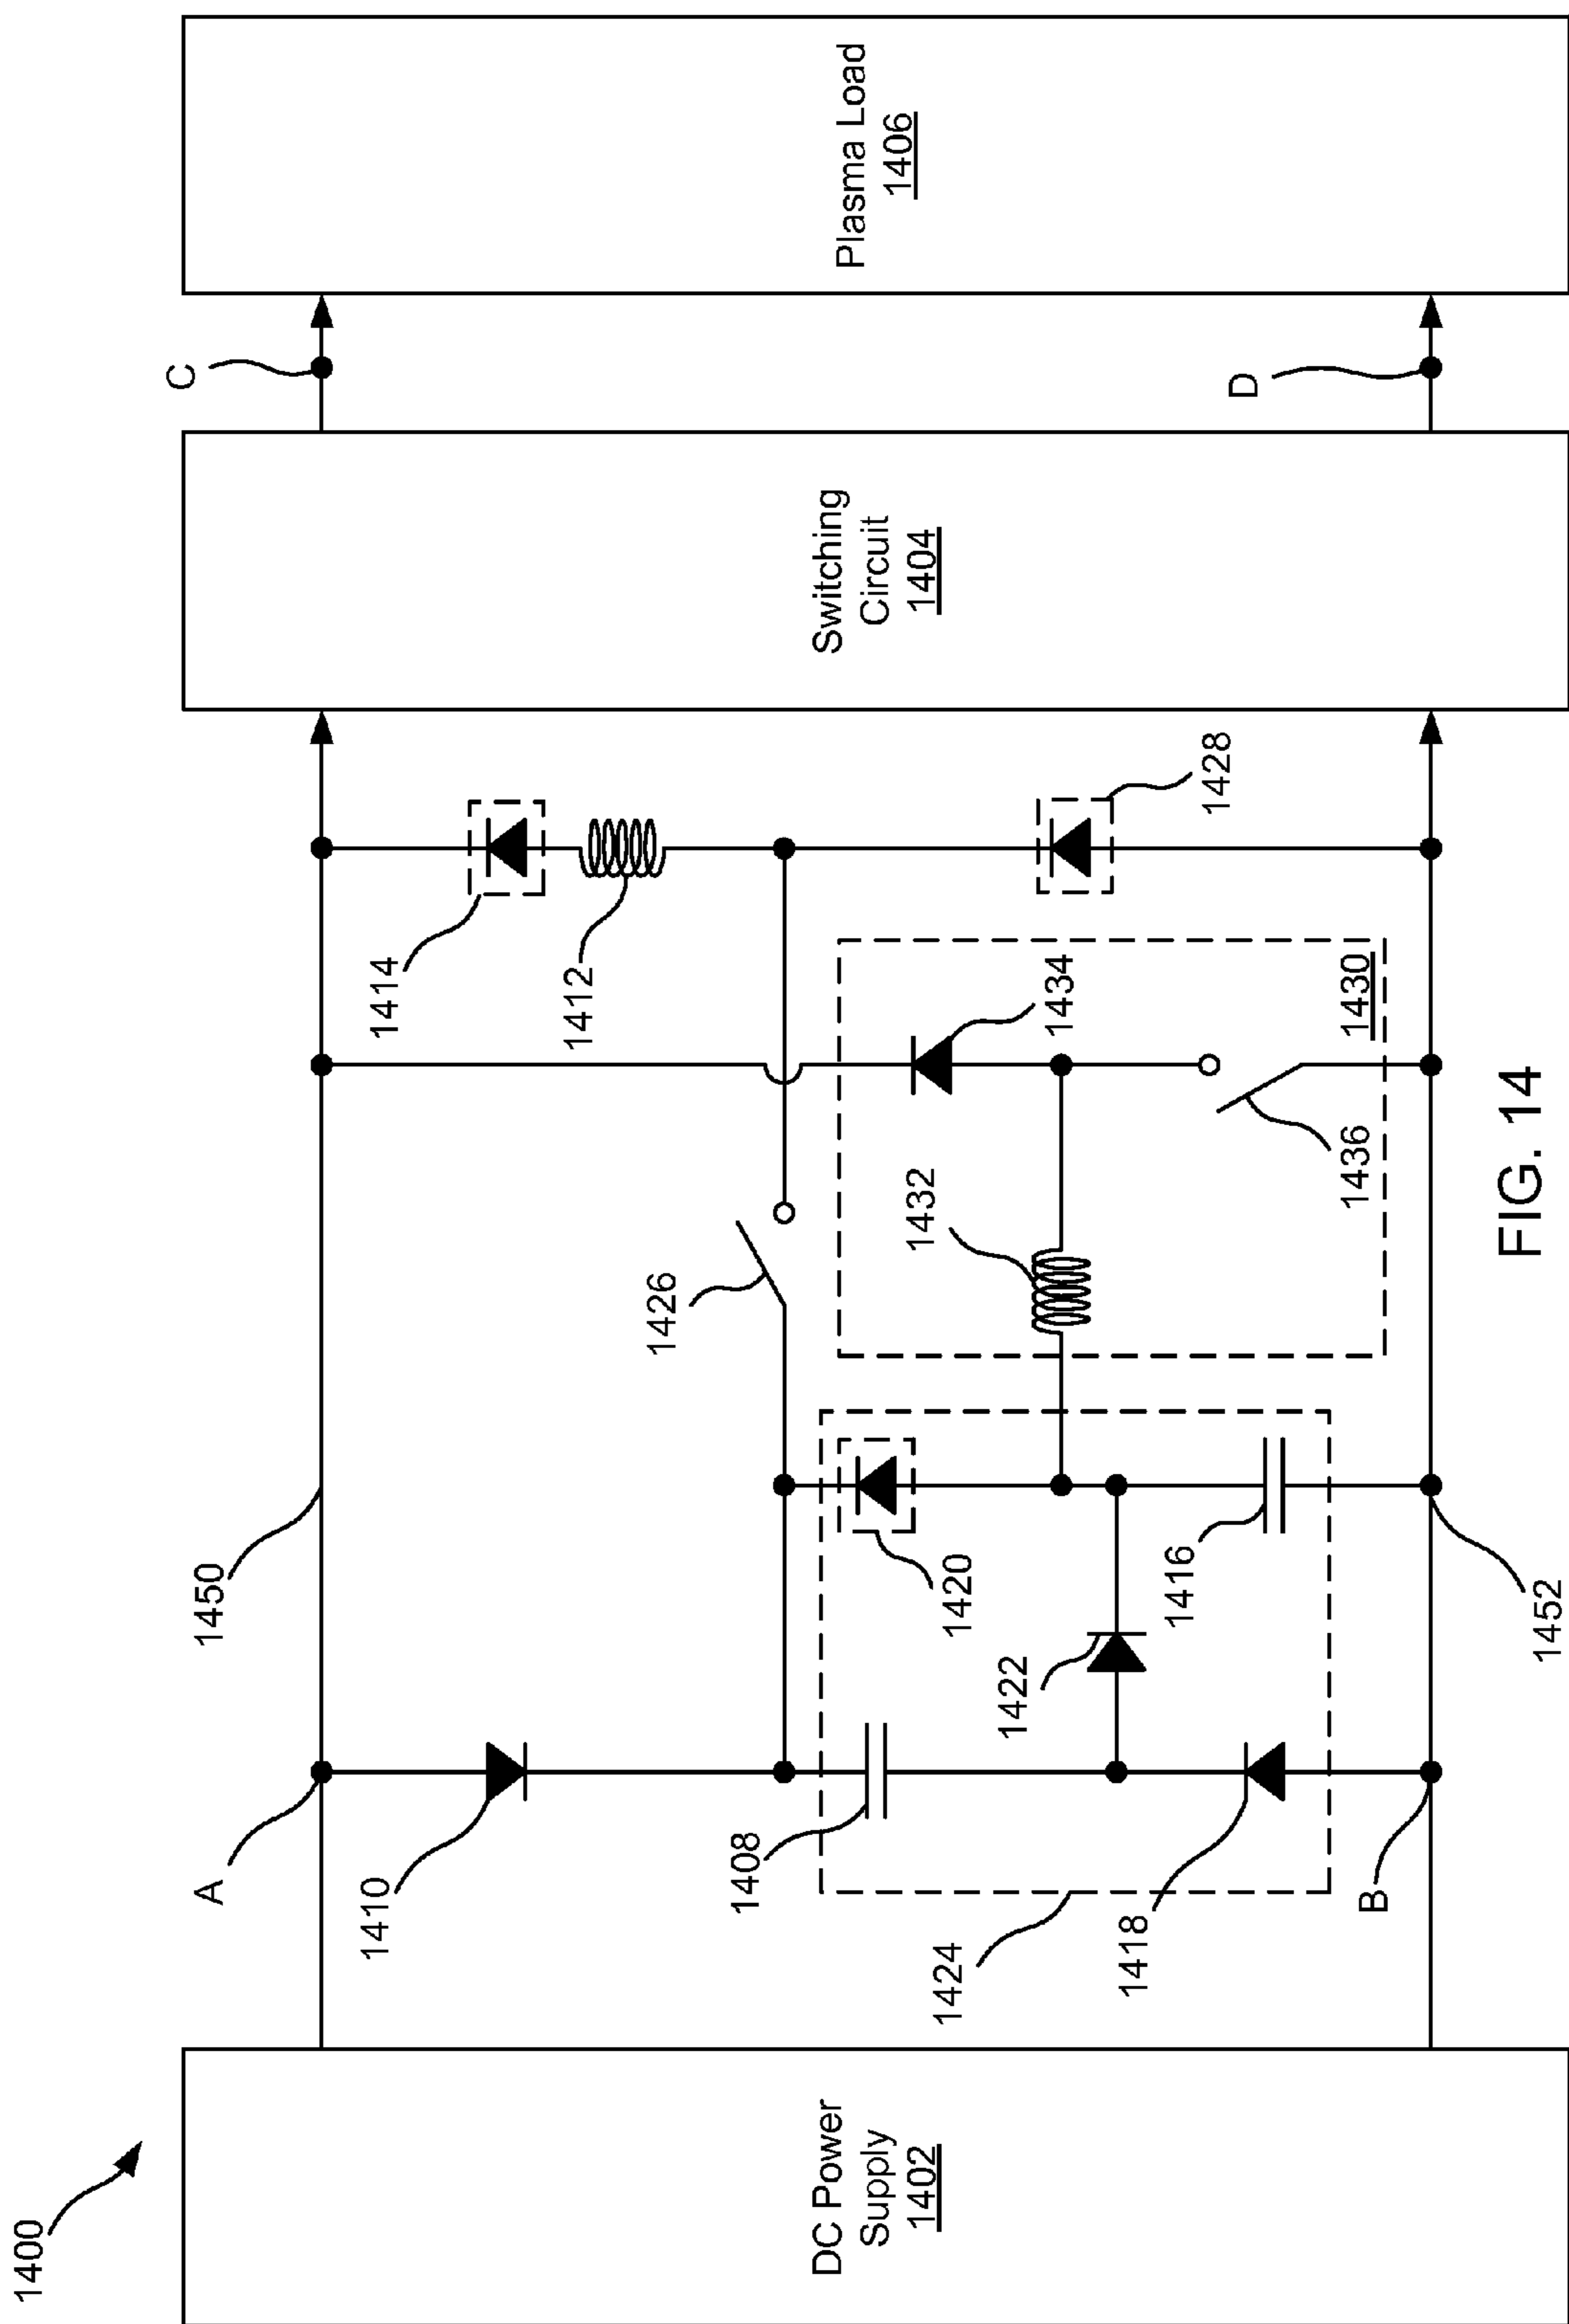 1400
DC Power
Supply
1402
A
1410
1408
1424
1418
B
1450
1420
1422
1416
1452
1426
1432
1434
1436
1430
1414
1412
1428
Switching
Circuit
1404
C
D
Plasma Load
1406
FIG. 14